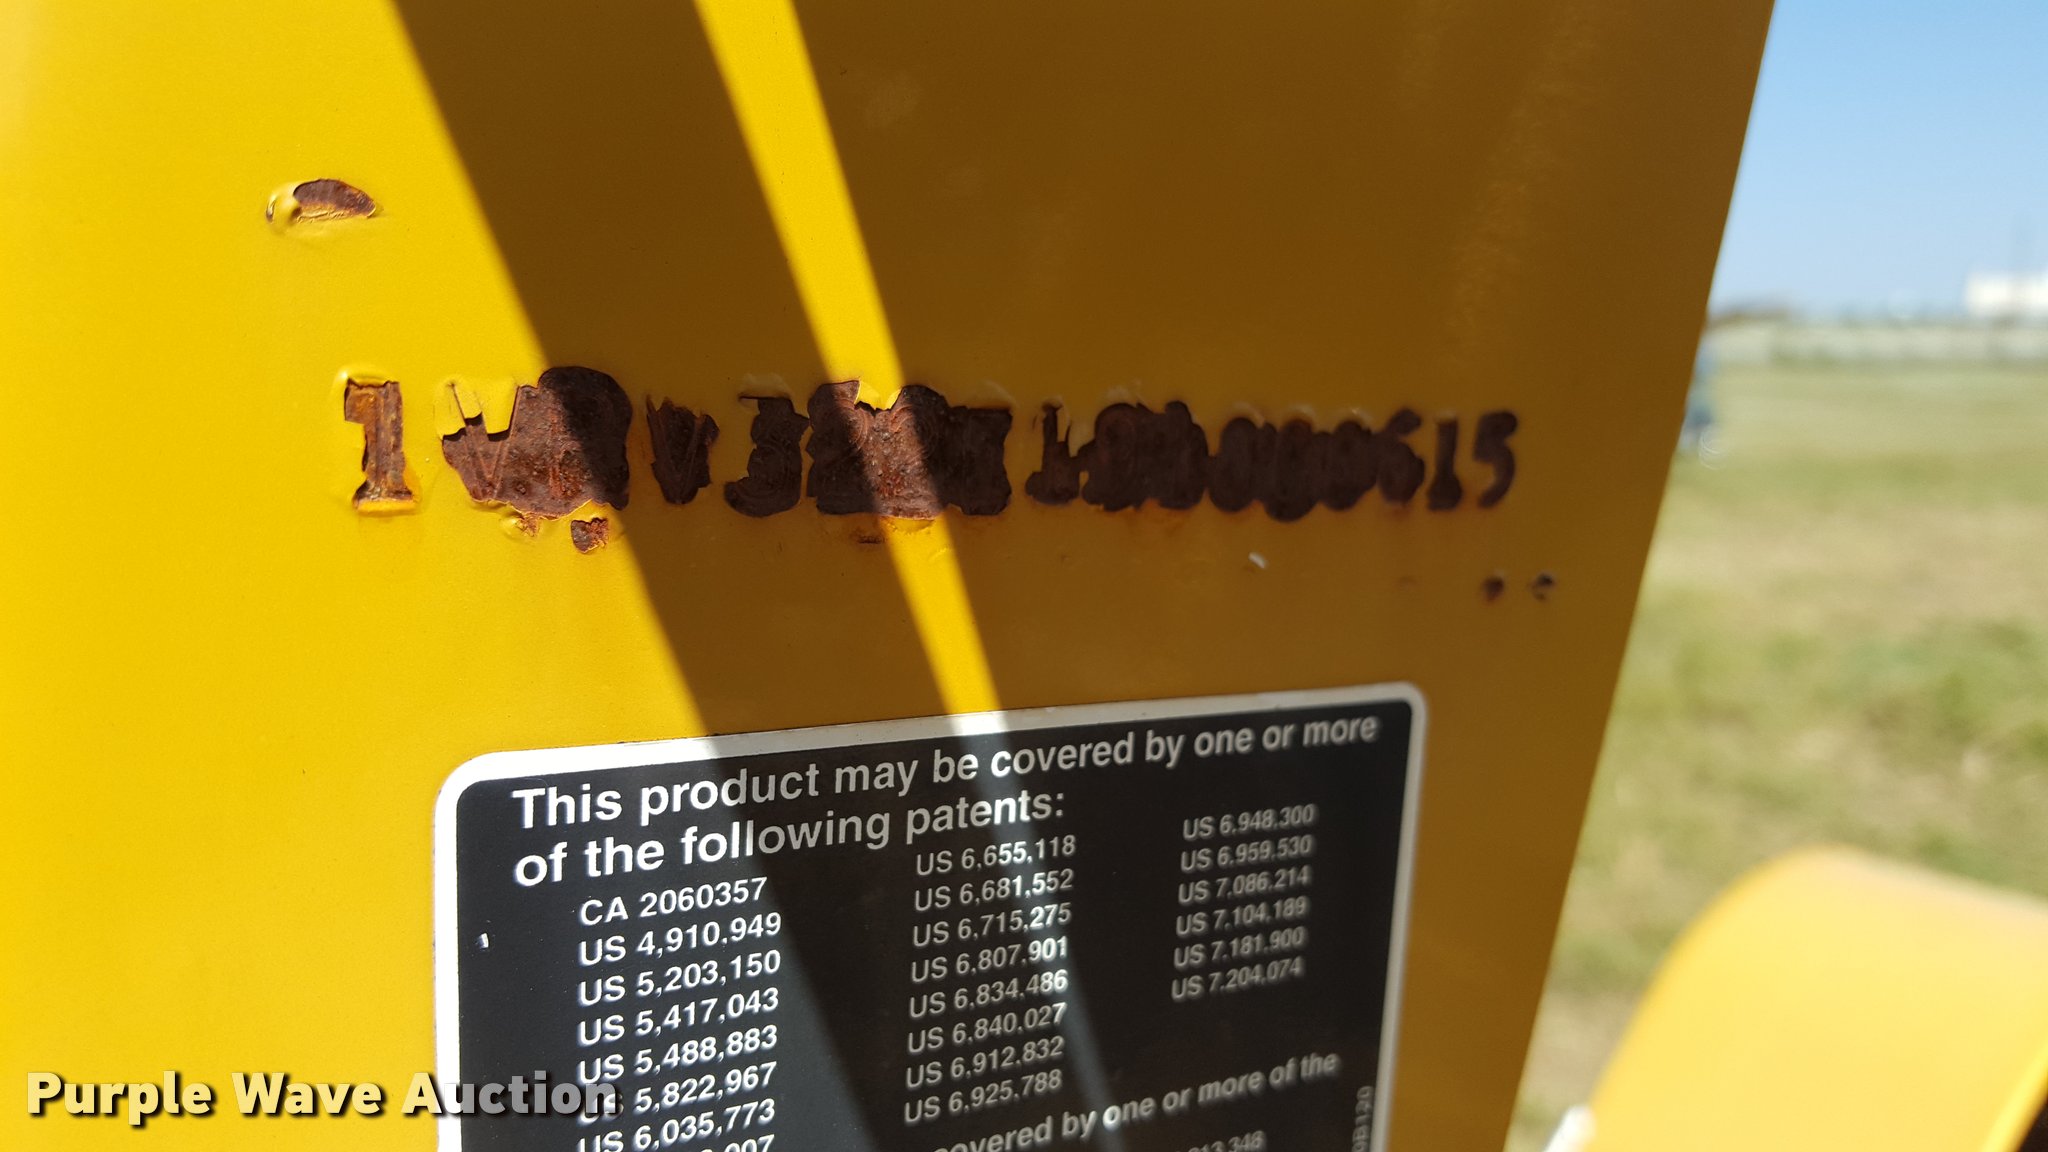 This product may be covered by one or more
of the following patents:
CA 2060357
US 4,910,949
US 5,203,150
US 5,417,043
US 5,488,883
US 5,822,967
US 6,035,773
US 6,655,118
US 6,681,552
US 6,715,275
US 6,807,901
US 6,834,486
US 6,840,027
US 6,912,832
US 6,925,788
US 6,948,300
US 6,959,530
US 7,086,214
US 7,104,189
US 7,181,900
US 7,204,074
covered by one or more of the
Purple Wave Auction